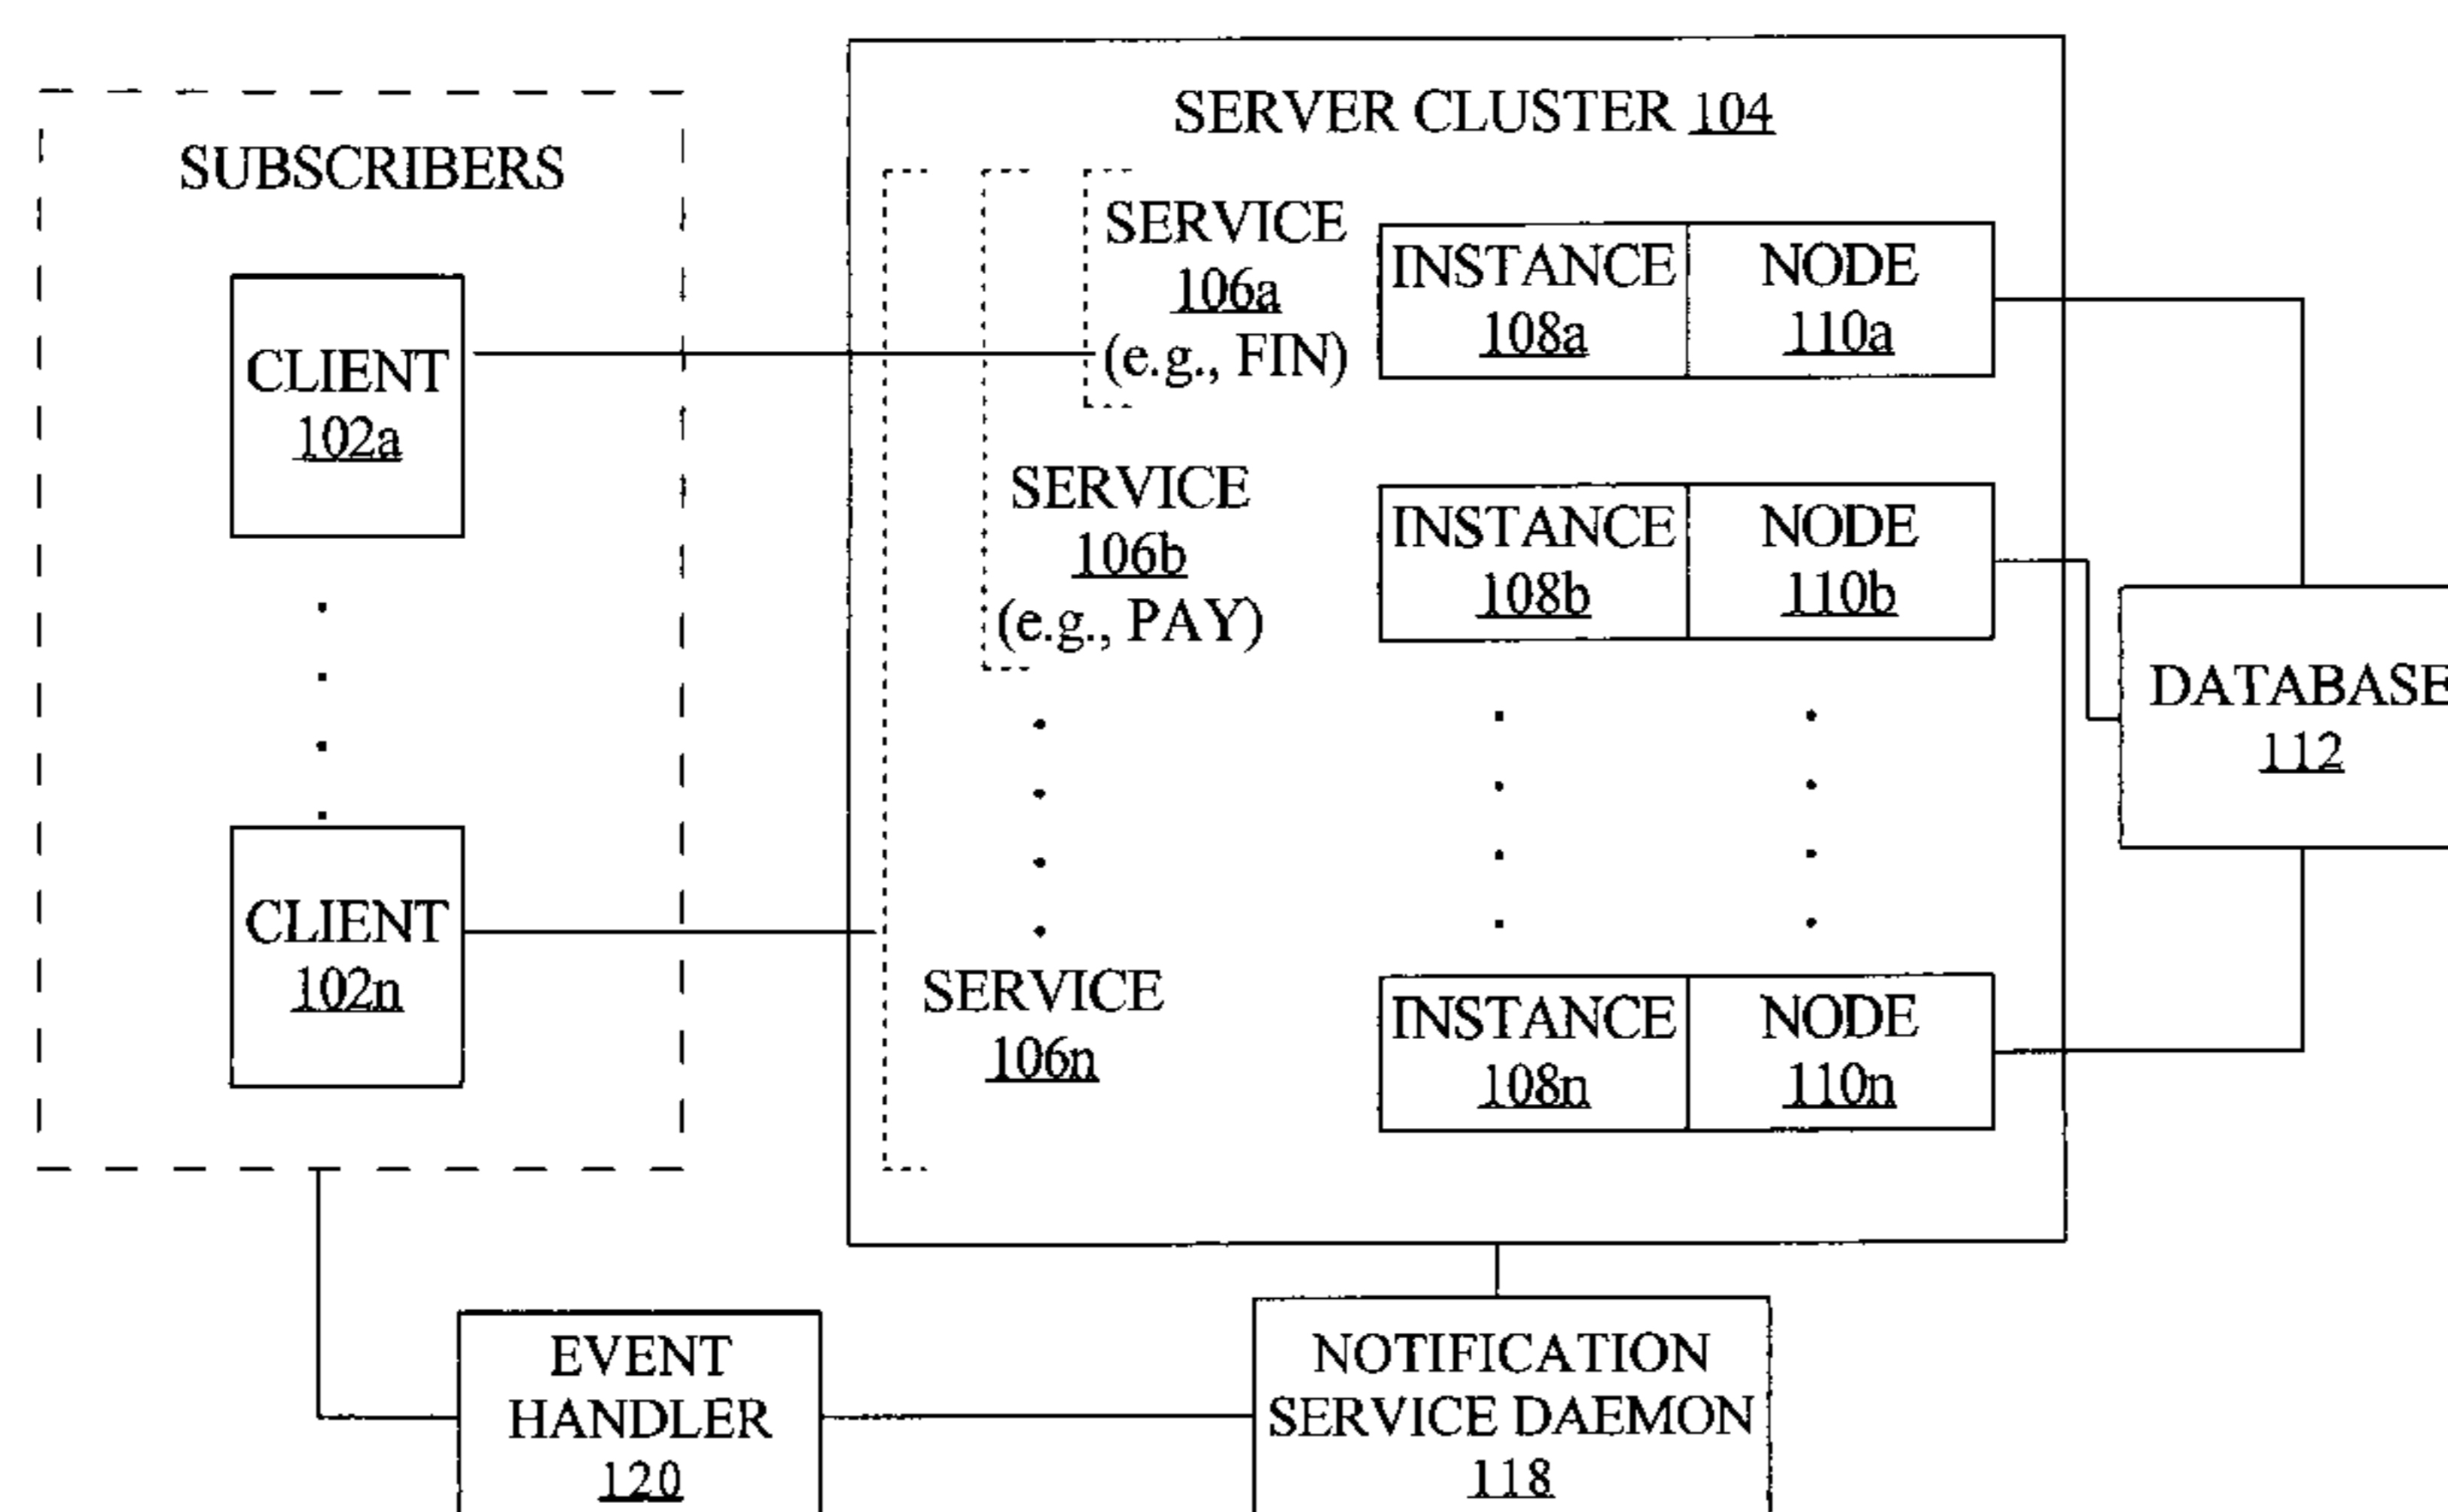 SERVER CLUSTER 104
SUBSCRIBERS
CLIENT
102a
CLIENT
102n
SERVICE
106a
(e.g., FIN)
SERVICE
106b
(e.g., PAY)
SERVICE
106n
INSTANCE
108a
NODE
110a
INSTANCE
108b
NODE
110b
INSTANCE
108n
NODE
110n
DATABASE
112
EVENT
HANDLER
120
NOTIFICATION
SERVICE DAEMON
118